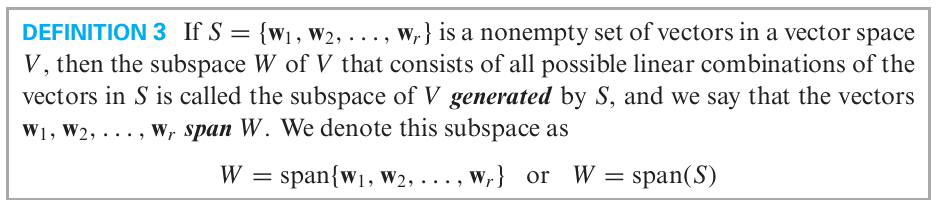 DEFINITION 3 If S = {w₁, w₂, . . . , wᵣ} is a nonempty set of vectors in a vector space
V, then the subspace W of V that consists of all possible linear combinations of the
vectors in S is called the subspace of V generated by S, and we say that the vectors
w₁, w₂, . . . , wᵣ span W. We denote this subspace as
W = span{w₁, w₂, . . . , wᵣ} or W = span(S)